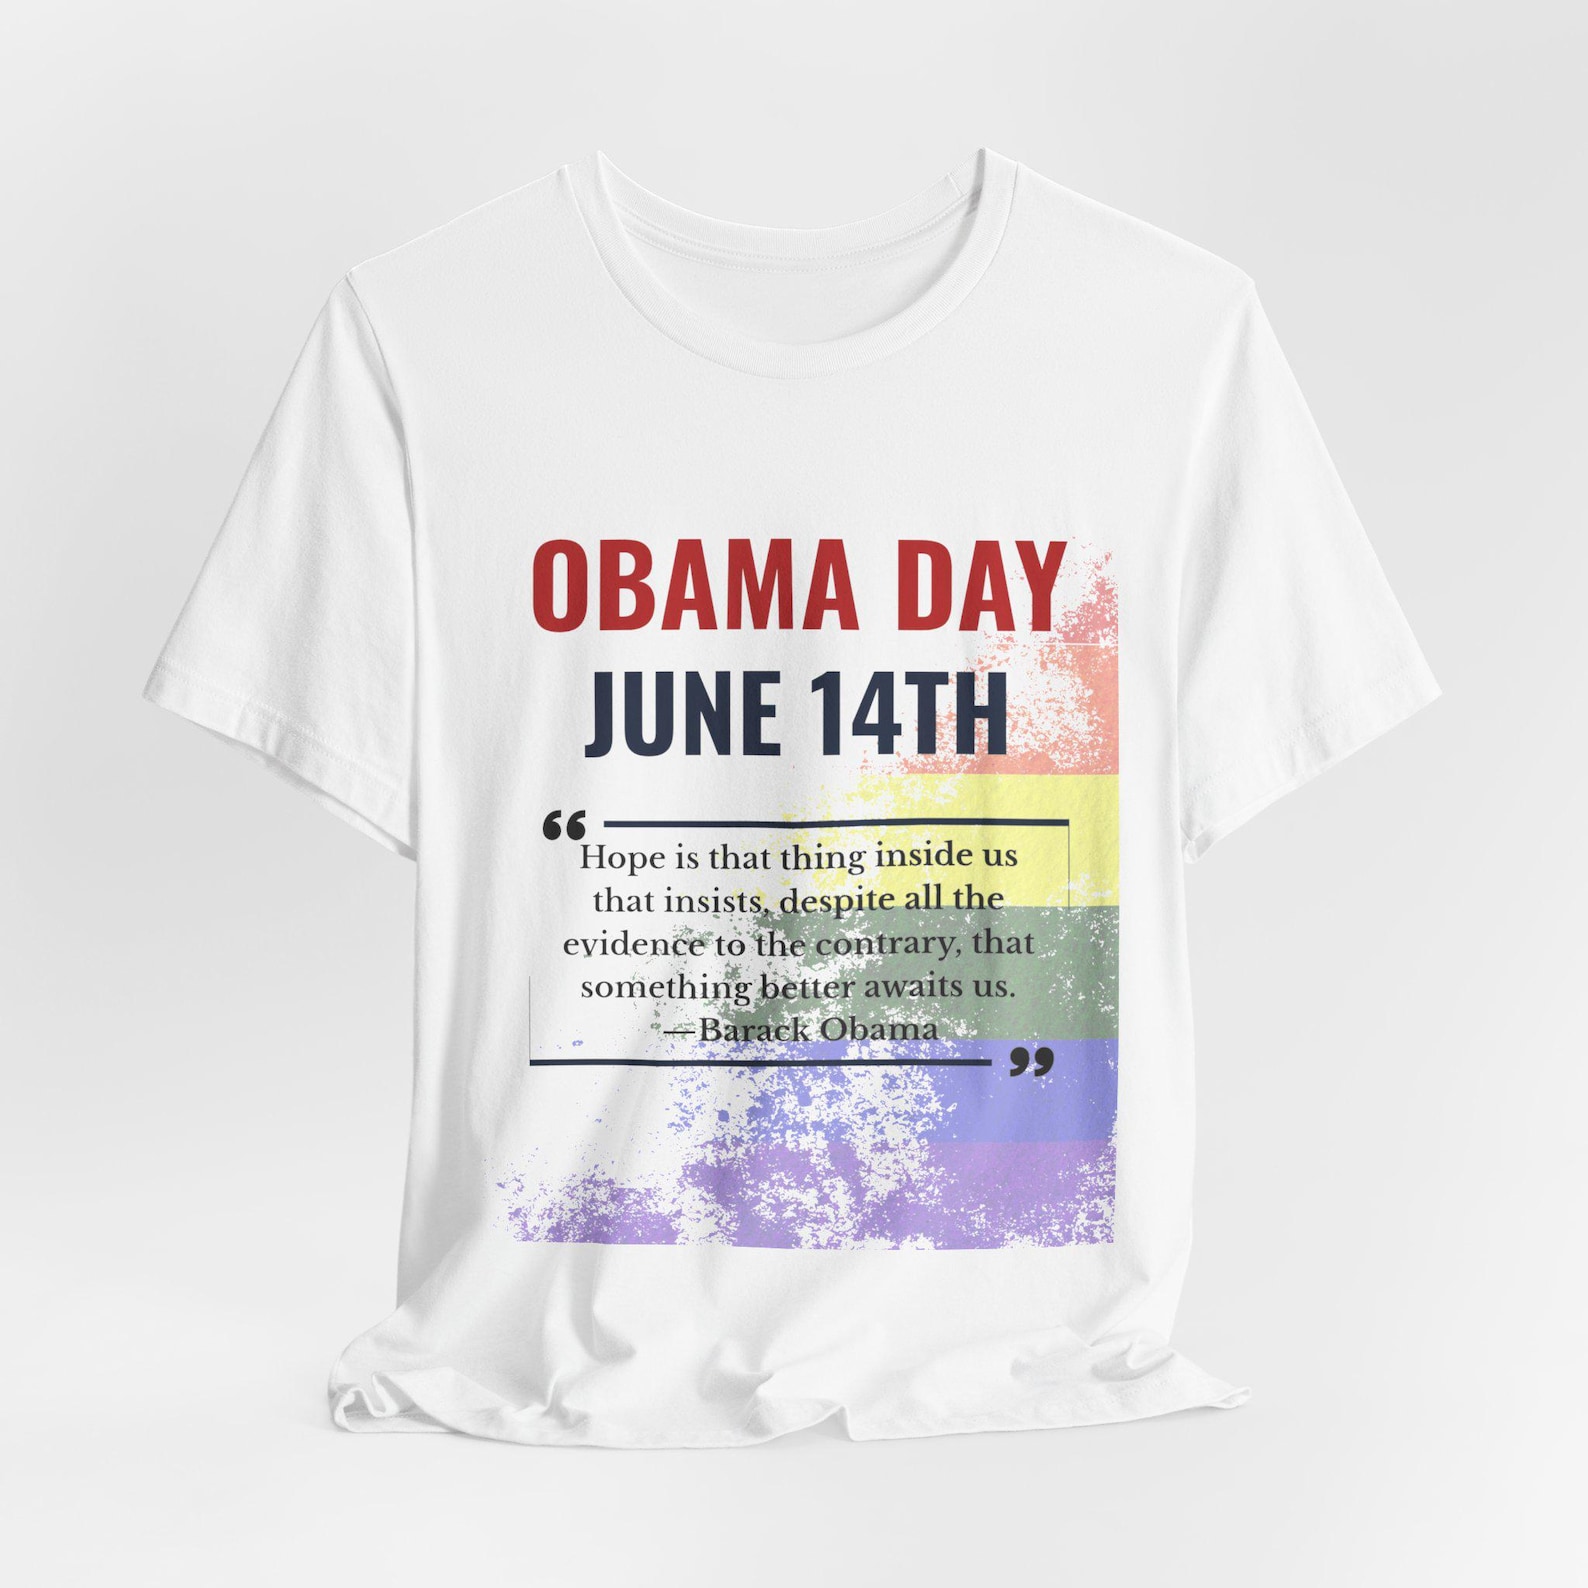 OBAMA DAY
JUNE 14TH
“
Hope is that thing inside us
that insists, despite all the
evidence to the contrary, that
something better awaits us.
—Barack Obama
”